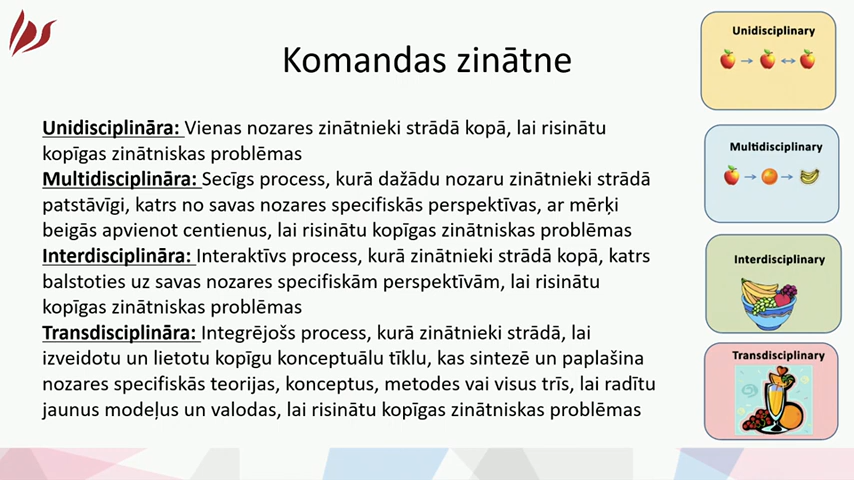 Komandas zinātne
Unidisciplināra: Vienas nozares zinātnieki strādā kopā, lai risinātu
kopīgas zinātniskas problēmas
Multidisciplināra: Secīgs process, kurā dažādu nozaru zinātnieki strādā
patstāvīgi, katrs no savas nozares specifiskās perspektīvas, ar mērķi
beigās apvienot centienus, lai risinātu kopīgas zinātniskas problēmas
Interdisciplināra: Interaktīvs process, kurā zinātnieki strādā kopā, katrs
balstoties uz savas nozares specifiskām perspektīvām, lai risinātu
kopīgas zinātniskas problēmas
Transdisciplināra: Integrējošs process, kurā zinātnieki strādā, lai
izveidotu un lietotu kopīgu konceptuālu tīklu, kas sintezē un paplašina
nozares specifiskās teorijas, konceptus, metodes vai visus trīs, lai radītu
jaunus modeļus un valodas, lai risinātu kopīgas zinātniskas problēmas
Unidisciplinary
Multidisciplinary
Interdisciplinary
Transdisciplinary